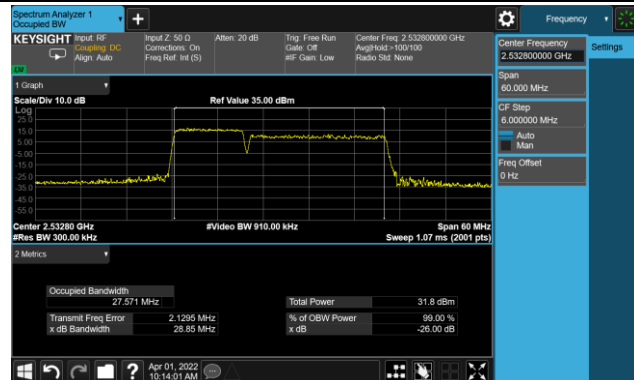 Spectrum Analyzer 1
Occupied BW
+
Frequency
KEYSIGHT
Input: RF
Coupling: DC
Align: Auto
Input Z: 50 Ω
Corrections: On
Freq Ref: Int (S)
Atten: 20 dB
Trig: Free Run
Gate: Off
#IF Gain: Low
Center Freq: 2.532800000 GHz
Avg|Hold:>100/100
Radio Std: None
Center Frequency
2.532800000 GHz
Settings
Span
60.000 MHz
CF Step
6.000000 MHz
Auto
Man
Freq Offset
0 Hz
1 Graph
Scale/Div 10.0 dB
Ref Value 35.00 dBm
Log
25.0
15.0
5.00
-5.00
-15.0
-25.0
-35.0
-45.0
-55.0
Center 2.53280 GHz
#Video BW 910.00 kHz
Span 60 MHz
#Res BW 300.00 kHz
Sweep 1.07 ms (2001 pts)
2 Metrics
Occupied Bandwidth
27.571 MHz
Total Power
31.8 dBm
Transmit Freq Error
2.1295 MHz
% of OBW Power
99.00 %
x dB Bandwidth
28.85 MHz
x dB
-26.00 dB
?
Apr 01, 2022
10:14:01 AM